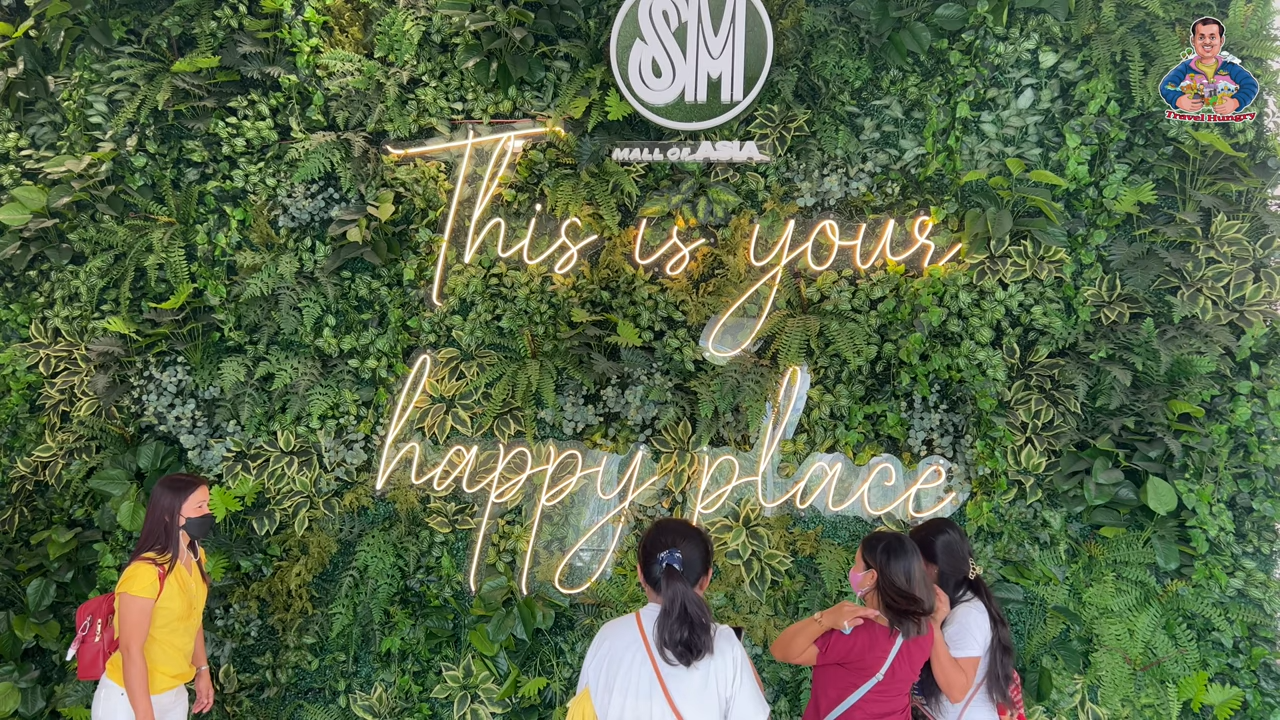 SM
MALL OF ASIA
This is your
happy place
Travel Hungry